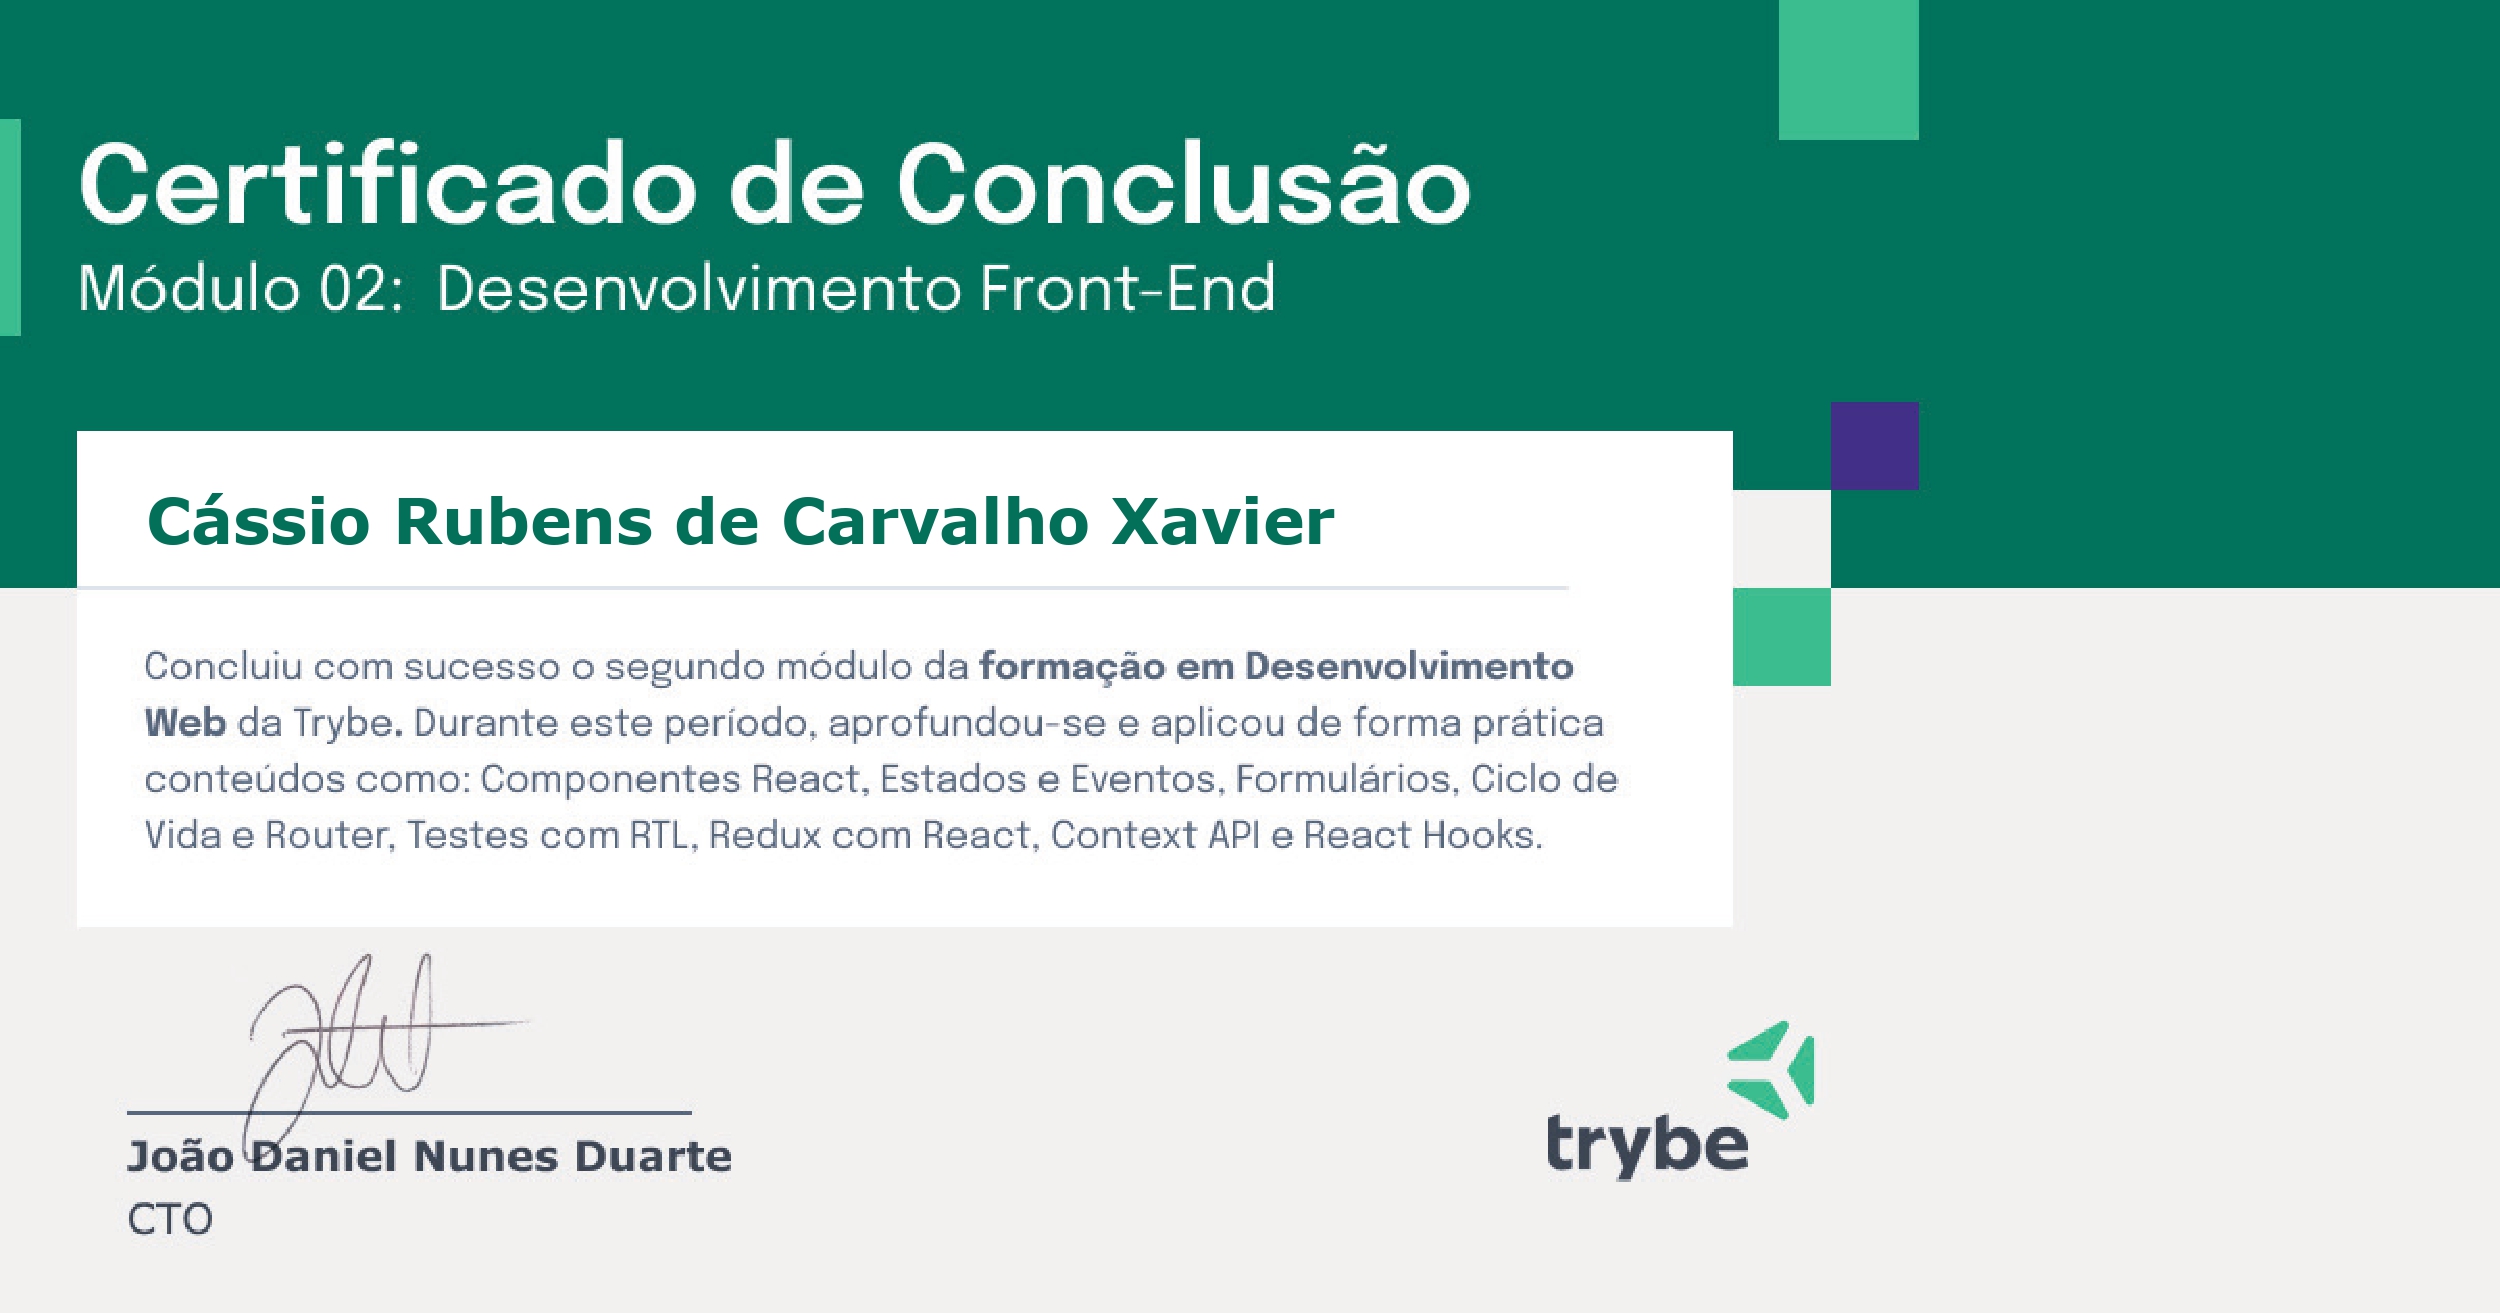 Certificado de Conclusão
Módulo 02: Desenvolvimento Front-End
Cássio Rubens de Carvalho Xavier
Concluiu com sucesso o segundo módulo da formação em Desenvolvimento
Web da Trybe. Durante este período, aprofundou-se e aplicou de forma prática
conteúdos como: Componentes React, Estados e Eventos, Formulários, Ciclo de
Vida e Router, Testes com RTL, Redux com React, Context API e React Hooks.
João Daniel Nunes Duarte
CTO
trybe